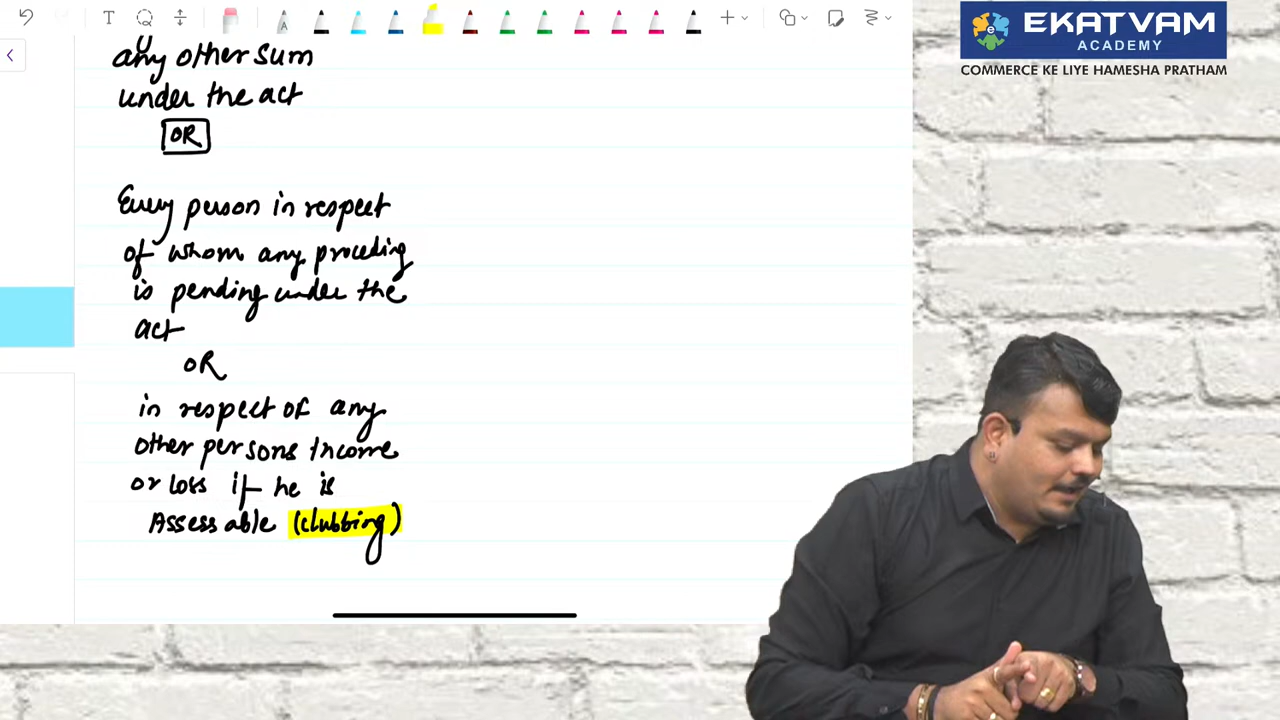 EKATVAM
ACADEMY
COMMERCE KE LIYE HAMESHA PRATHAM
any other sum
under the act
OR
Every person in respect
of whom any proceding
is pending under the
act
OR
in respect of any
other persons Income
or loss if he is
Assessable (clubbing)